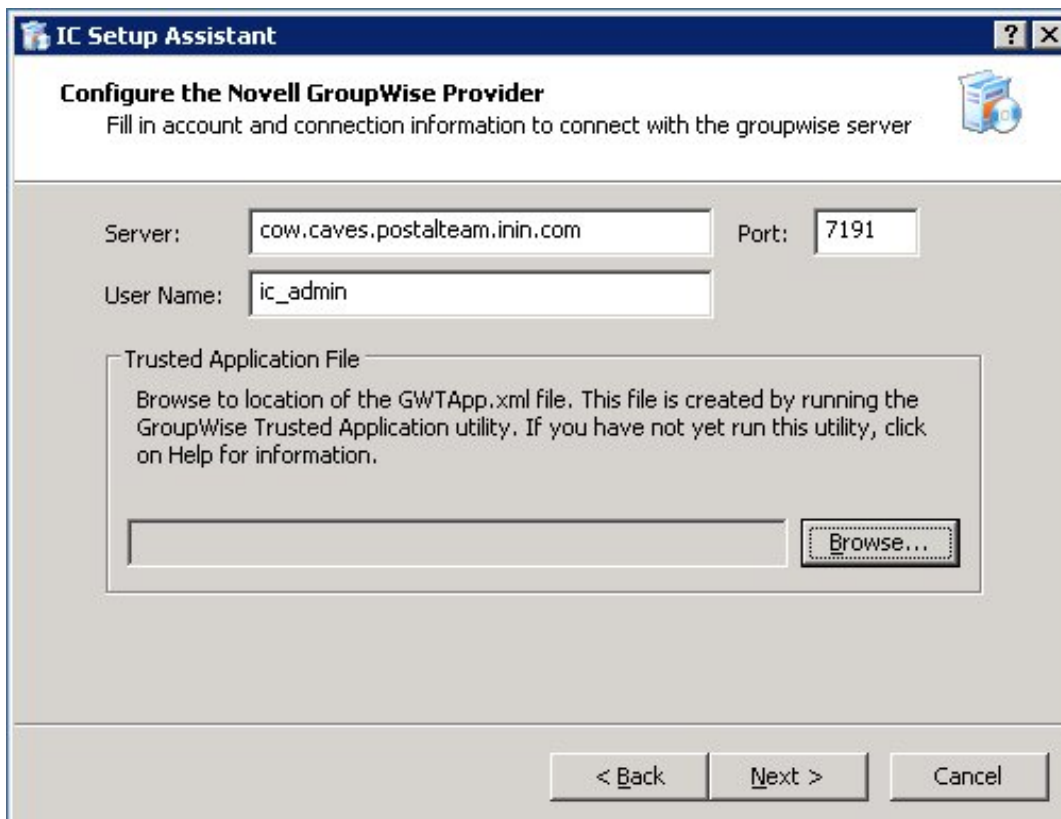 IC Setup Assistant
Configure the Novell GroupWise Provider
Fill in account and connection information to connect with the groupwise server
Server: cow.caves.postalteam.inin.com Port: 7191
User Name: ic_admin
Trusted Application File
Browse to location of the GWTApp.xml file. This file is created by running the
GroupWise Trusted Application utility. If you have not yet run this utility, click
on Help for information.
Browse...
< Back Next > Cancel